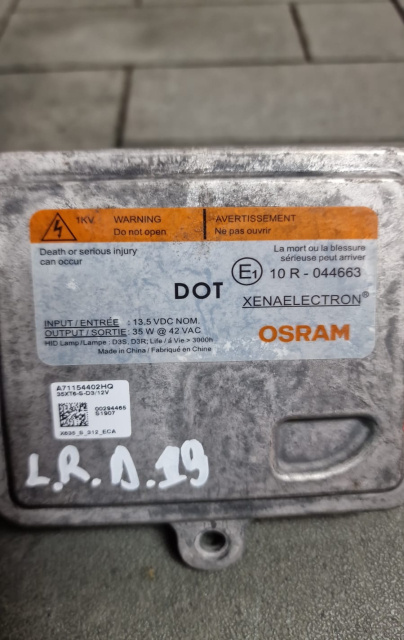 1KV. WARNING
Do not open.
AVERTISSEMENT
Ne pas ouvrir
Death or serious injury
can occur
La mort ou la blessure
sérieuse peut arriver
E1 10 R - 044663
DOT
XENAELECTRON®
INPUT/ENTRÉE : 13.5 VDC NOM.
OUTPUT/SORTIE: 35 W @ 42 VAC
HID Lamp/Lampe : D3S, D3R; Life / à Vie > 3000h
Made in China / Fabriqué en China
OSRAM
A71154402HQ
35XT6-S-D3/12V
00294465
S1907
X635_S_312_ECA
L.R.D.19